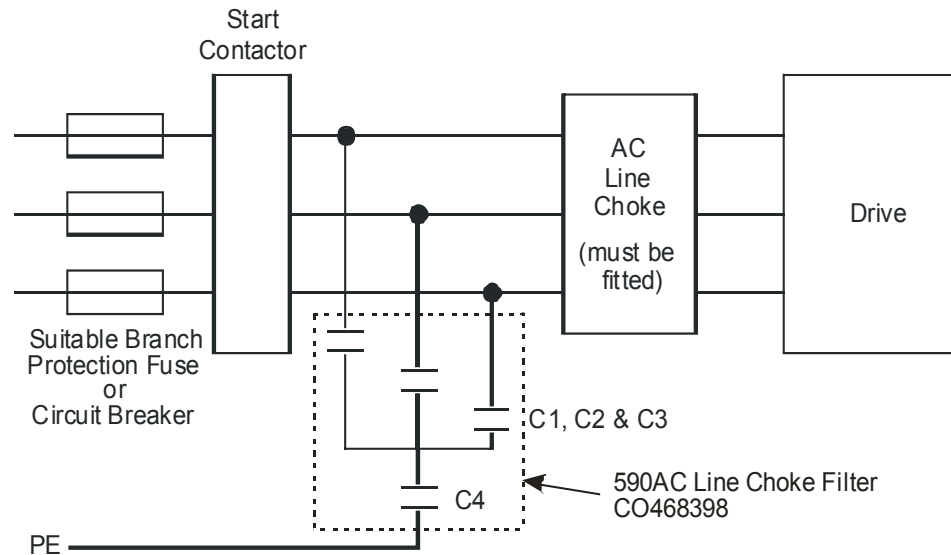 Start
Contactor
AC
Line
Choke
(must be
fitted)
Drive
Suitable Branch
Protection Fuse
or
Circuit Breaker
C1, C2 & C3
C4
590AC Line Choke Filter
CO468398
PE